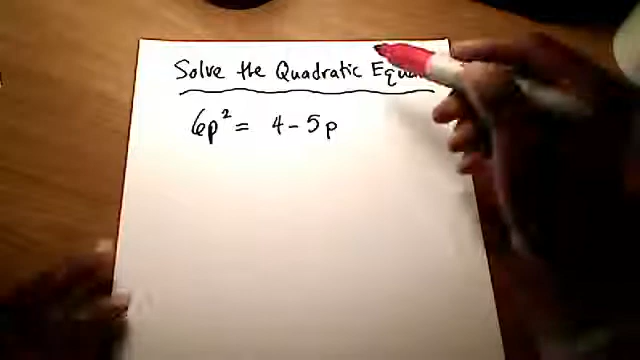 Solve the Quadratic
6p² = 4 - 5p